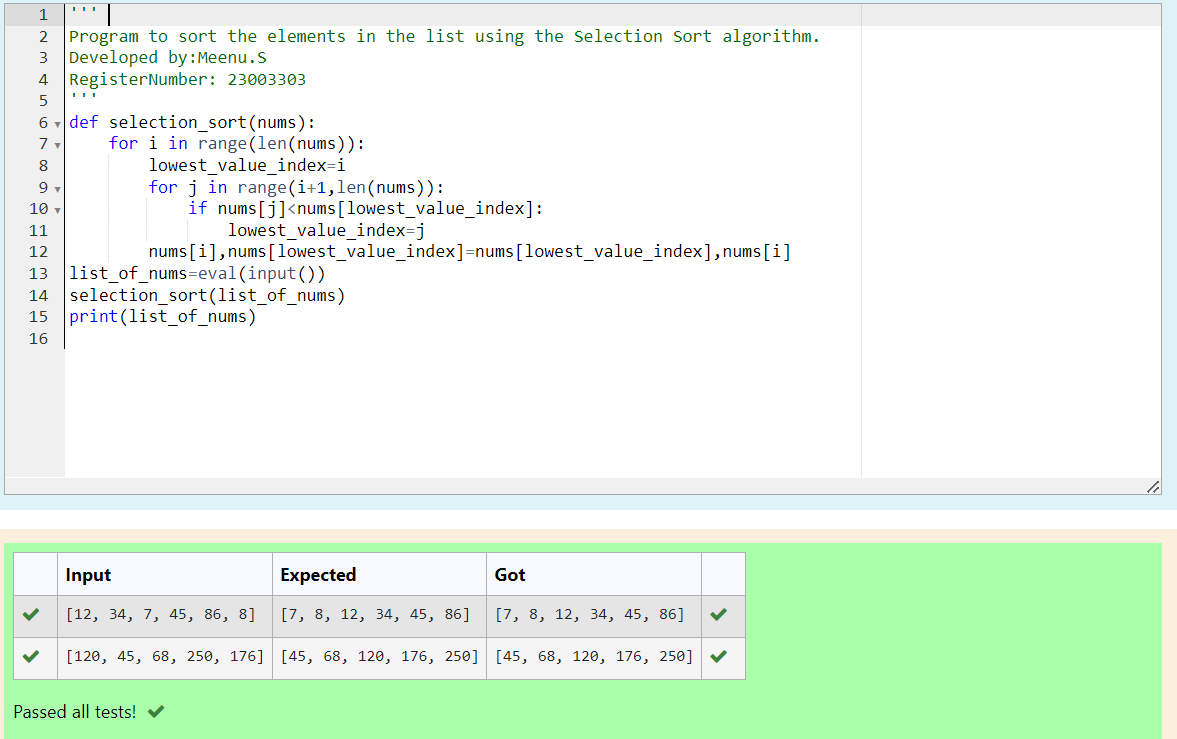 1 '''
2 Program to sort the elements in the list using the Selection Sort algorithm.
3 Developed by:Meenu.S
4 RegisterNumber: 23003303
5 '''
6 def selection_sort(nums):
7     for i in range(len(nums)):
8         lowest_value_index=i
9         for j in range(i+1,len(nums)):
10             if nums[j]<nums[lowest_value_index]:
11                 lowest_value_index=j
12         nums[i],nums[lowest_value_index]=nums[lowest_value_index],nums[i]
13 list_of_nums=eval(input())
14 selection_sort(list_of_nums)
15 print(list_of_nums)
16
Input Expected Got
[12, 34, 7, 45, 86, 8] [7, 8, 12, 34, 45, 86] [7, 8, 12, 34, 45, 86]
[120, 45, 68, 250, 176] [45, 68, 120, 176, 250] [45, 68, 120, 176, 250]
Passed all tests!